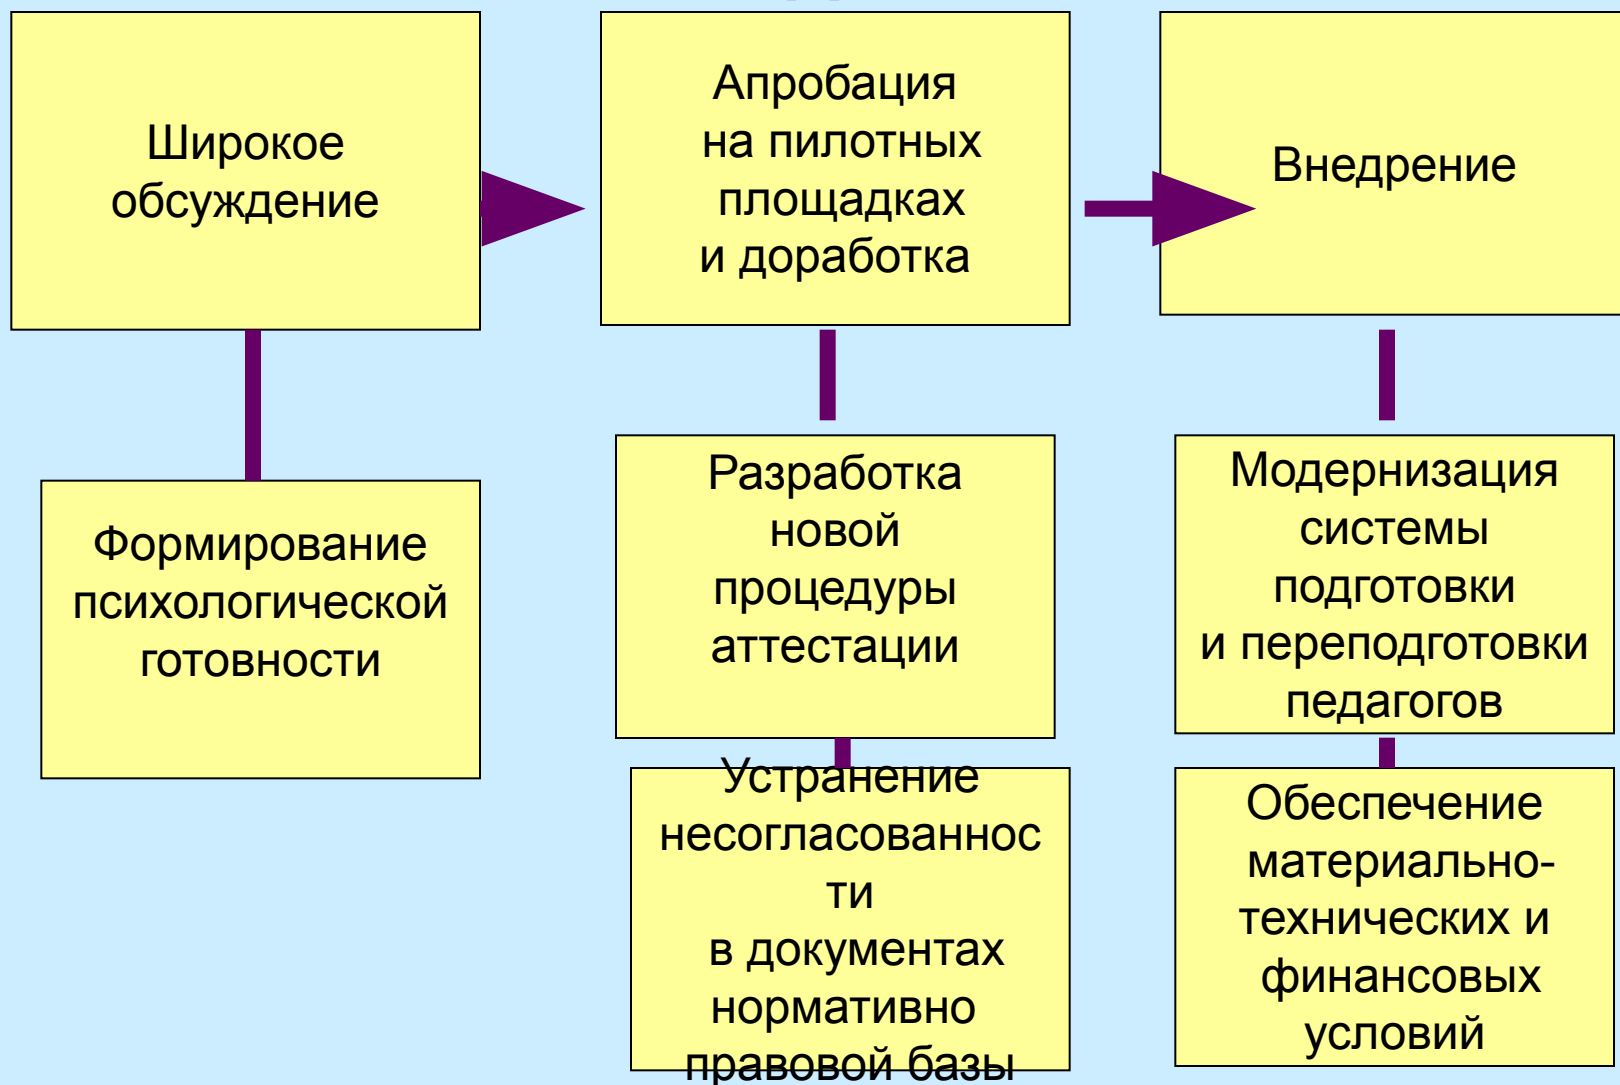 Широкое
обсуждение
Апробация
на пилотных
площадках
и доработка
Внедрение
Формирование
психологической
готовности
Разработка
новой
процедуры
аттестации
Модернизация
системы
подготовки
и переподготовки
педагогов
Устранение
несогласованнос
ти
в документах
нормативно
правовой базы
Обеспечение
материально-
технических и
финансовых
условий